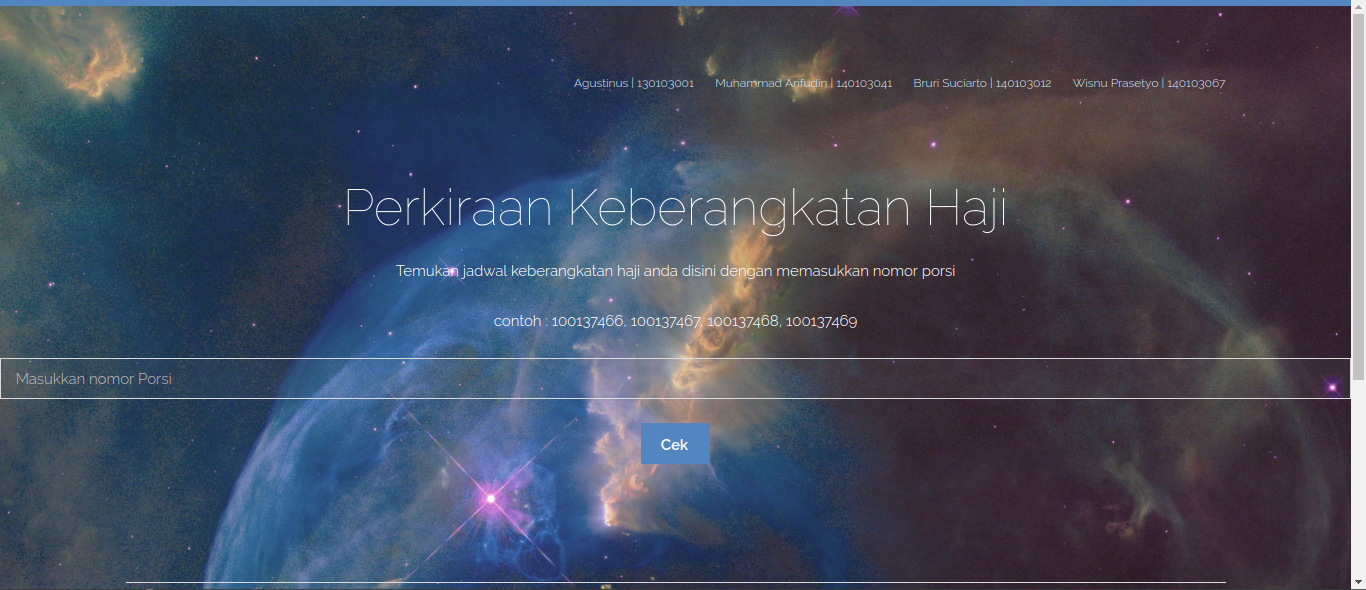 Agustinus | 130103001 Muhammad Arifudin | 140103041 Bruri Suciarto | 140103012 Wisnu Prasetyo | 140103067
Perkiraan Keberangkatan Haji
Temukan jadwal keberangkatan haji anda disini dengan memasukkan nomor porsi
contoh : 100137466, 100137467, 100137468, 100137469
Masukkan nomor Porsi
Cek